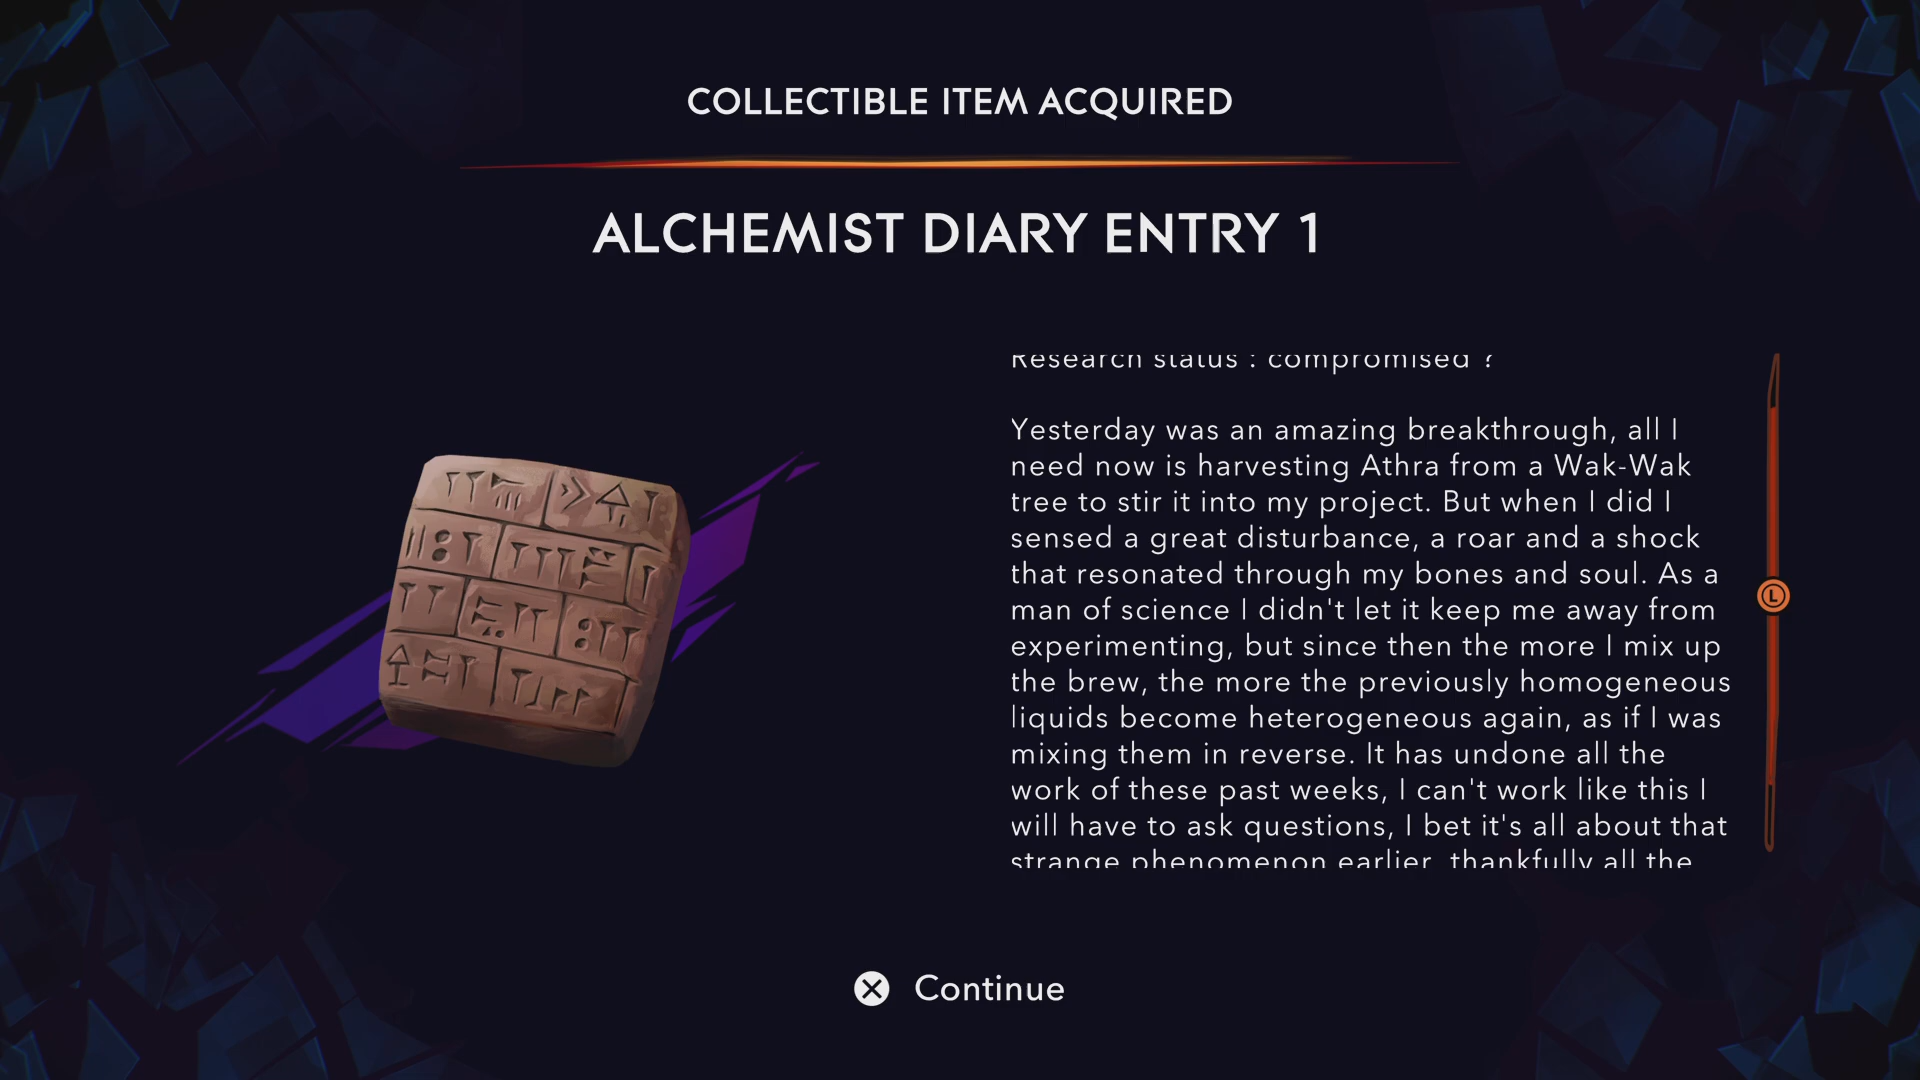 COLLECTIBLE ITEM ACQUIRED
ALCHEMIST DIARY ENTRY 1
Research status : compromised ?
Yesterday was an amazing breakthrough, all I
need now is harvesting Athra from a Wak-Wak
tree to stir it into my project. But when I did I
sensed a great disturbance, a roar and a shock
that resonated through my bones and soul. As a
man of science I didn't let it keep me away from
experimenting, but since then the more I mix up
the brew, the more the previously homogeneous
liquids become heterogeneous again, as if I was
mixing them in reverse. It has undone all the
work of these past weeks, I can't work like this I
will have to ask questions, I bet it's all about that
strange phenomenon earlier, thankfully all the
L
Continue